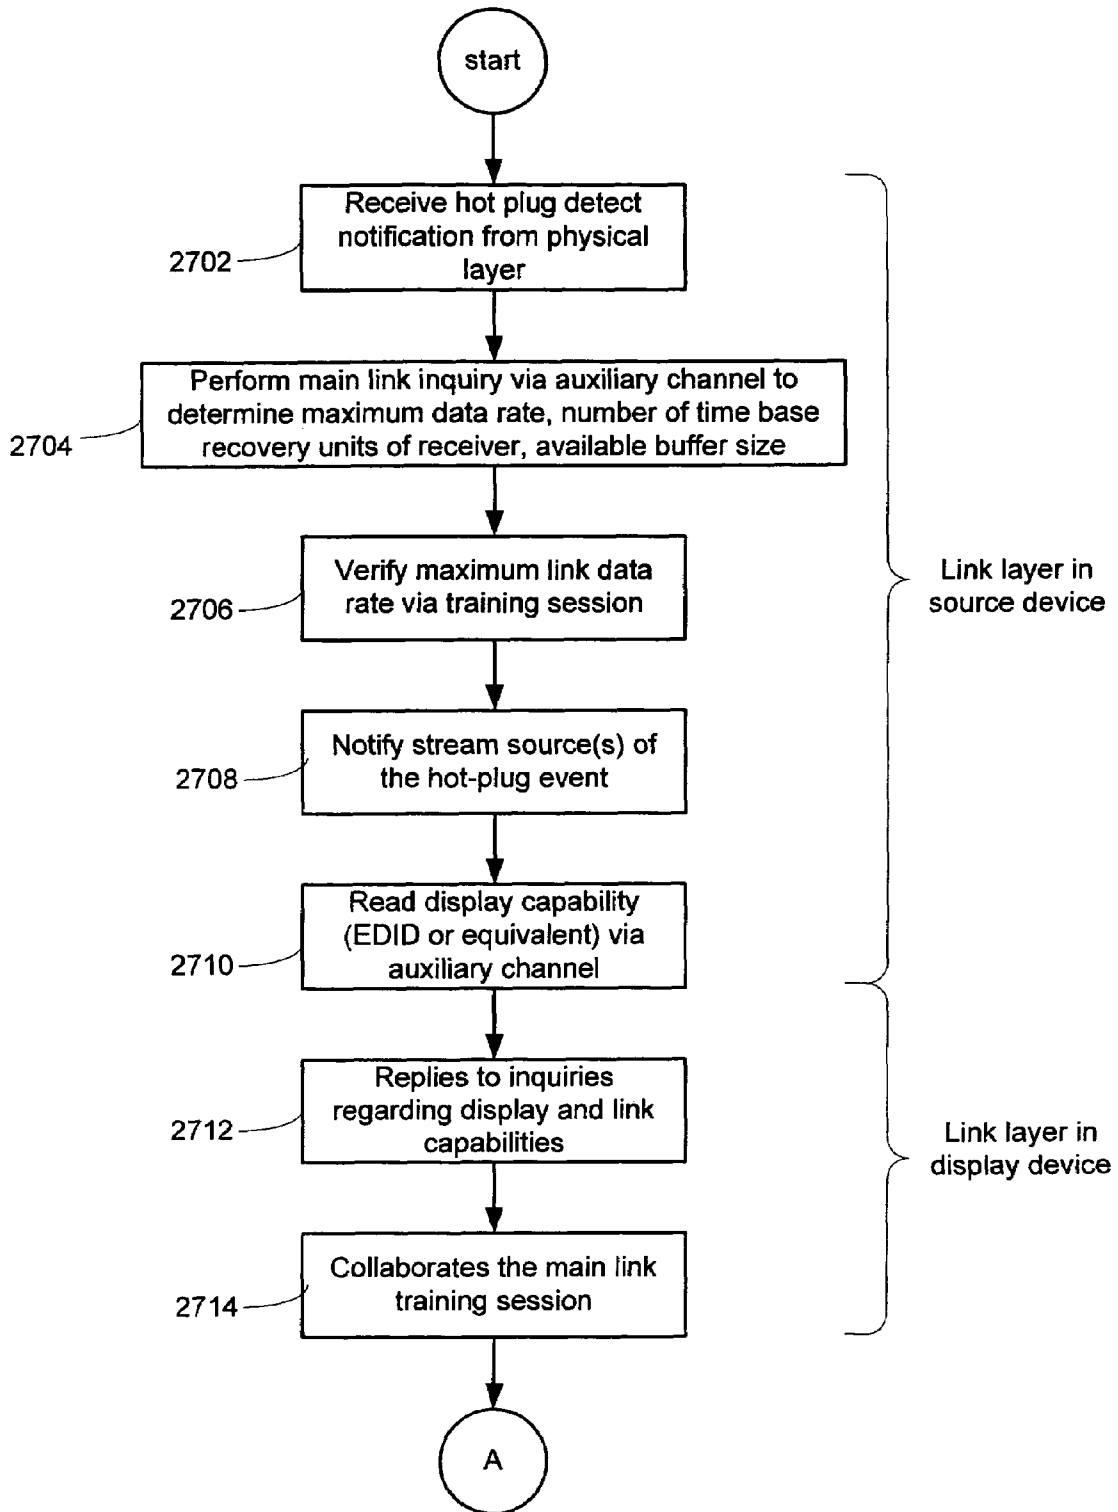 start
Receive hot plug detect
notification from physical
layer
2702
Perform main link inquiry via auxiliary channel to
determine maximum data rate, number of time base
recovery units of receiver, available buffer size
2704
Verify maximum link data
rate via training session
2706
Link layer in
source device
Notify stream source(s) of
the hot-plug event
2708
Read display capability
(EDID or equivalent) via
auxiliary channel
2710
Replies to inquiries
regarding display and link
capabilities
2712
Link layer in
display device
Collaborates the main link
training session
2714
A